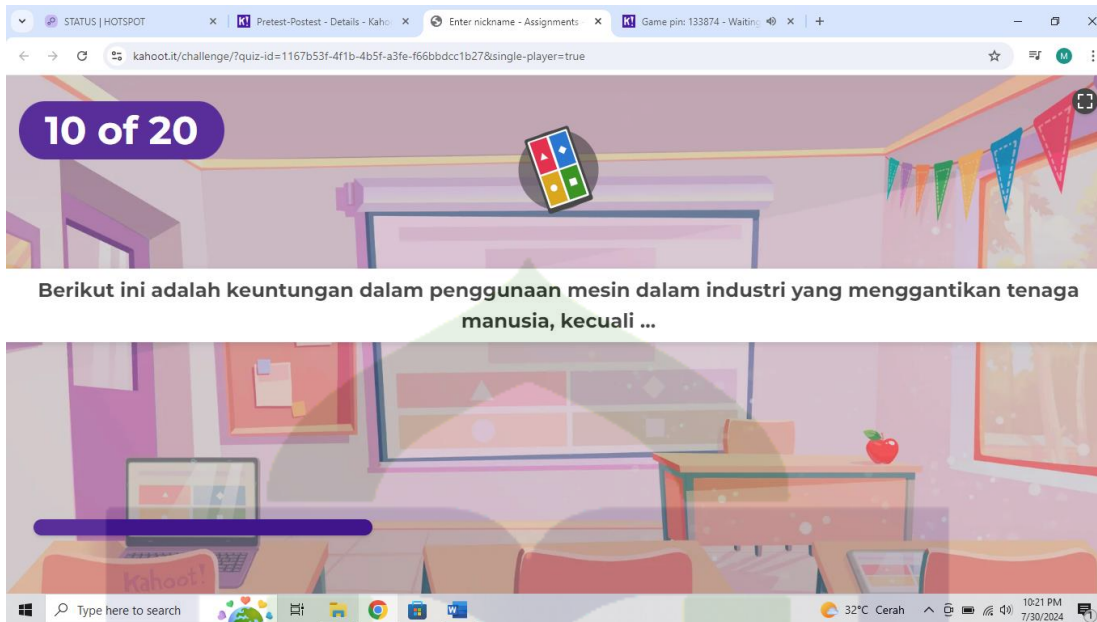 STATUS | HOTSPOT
Pretest-Postest - Details - Kaho
Enter nickname - Assignments
Game pin: 133874 - Waiting
kahoot.it/challenge/?quiz-id=1167b53f-4f1b-4b5f-a3fe-f66bbdcc1b27&single-player=true
M
10 of 20
Berikut ini adalah keuntungan dalam penggunaan mesin dalam industri yang menggantikan tenaga
manusia, kecuali ...
Kahoot!
Type here to search
32°C Cerah
10:21 PM
7/30/2024